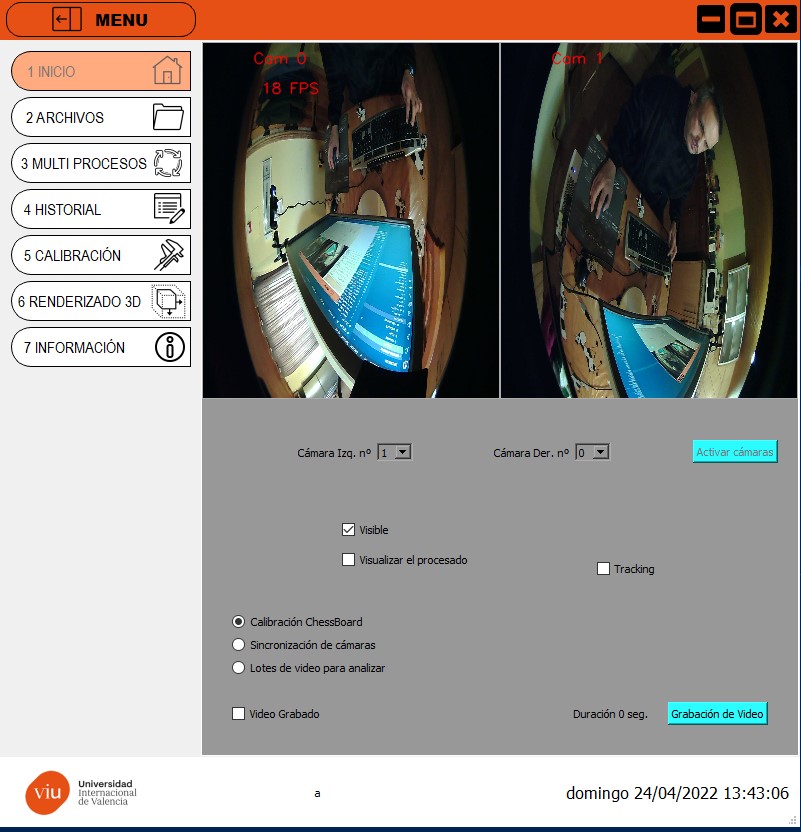 MENU
1 INICIO
2 ARCHIVOS
3 MULTI PROCESOS
4 HISTORIAL
5 CALIBRACIÓN
6 RENDERIZADO 3D
7 INFORMACIÓN
Cam 0
18 FPS
Cam 1
Cámara Izq. nº 1
Cámara Der. nº 0
Activar cámaras
Visible
Visualizar el procesado
Tracking
Calibración ChessBoard
Sincronización de cámaras
Lotes de video para analizar
Video Grabado
Duración 0 seg.
Grabación de Video
viu
Universidad
Internacional
de Valencia
a
domingo 24/04/2022 13:43:06